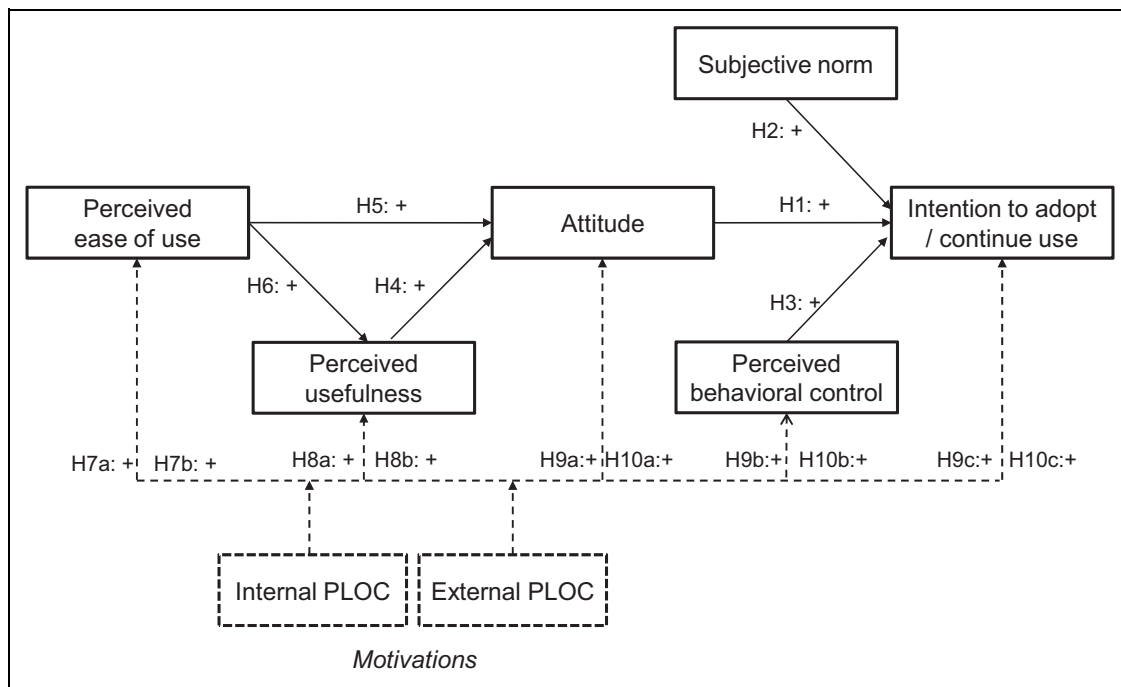 Subjective norm
H2: +
Perceived
ease of use
H5: +
Attitude
H1: +
Intention to adopt
/ continue use
H6: +
H4: +
H3: +
Perceived
usefulness
Perceived
behavioral control
H7a: +
H7b: +
H8a: +
H8b: +
H9a:+
H10a:+
H9b:+
H10b:+
H9c:+
H10c:+
Internal PLOC
External PLOC
Motivations